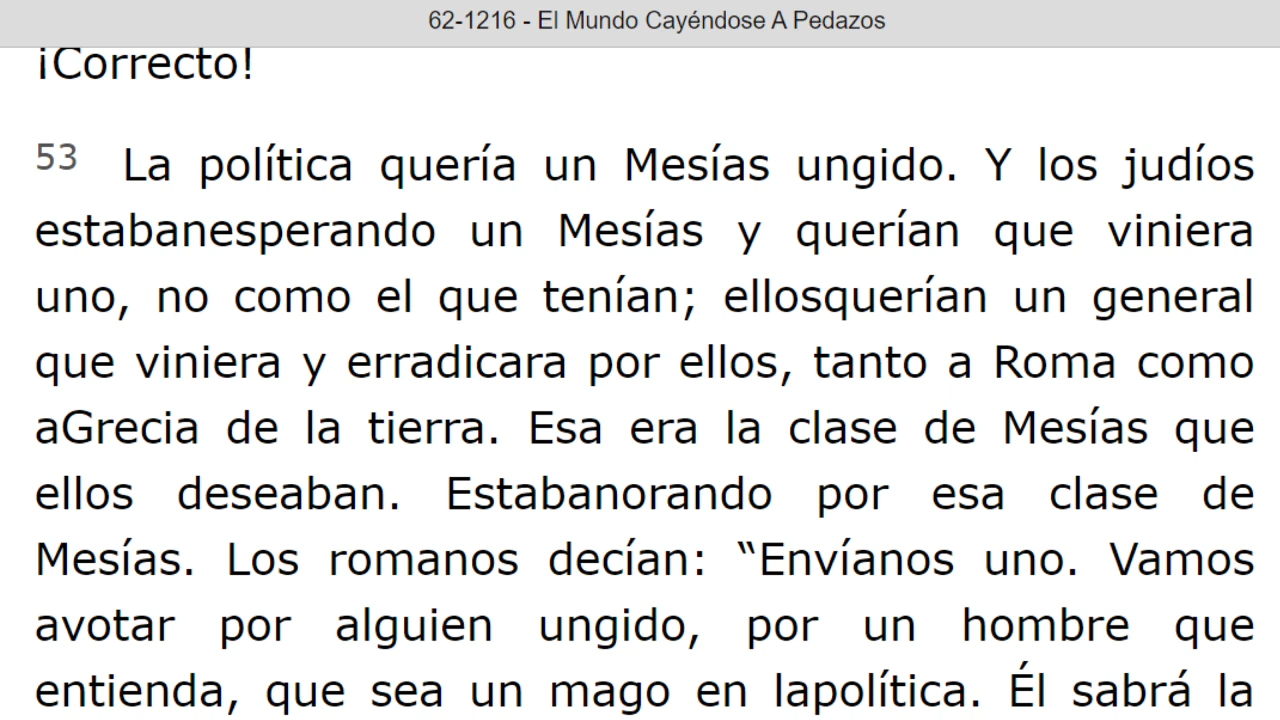 62-1216 - El Mundo Cayéndose A Pedazos
¡Correcto!
53 La política quería un Mesías ungido. Y los judíos
estabanesperando un Mesías y querían que viniera
uno, no como el que tenían; ellosquerían un general
que viniera y erradicara por ellos, tanto a Roma como
aGrecia de la tierra. Esa era la clase de Mesías que
ellos deseaban. Estabanorando por esa clase de
Mesías. Los romanos decían: “Envíanos uno. Vamos
avotar por alguien ungido, por un hombre que
entienda, que sea un mago en lapolítica. Él sabrá la